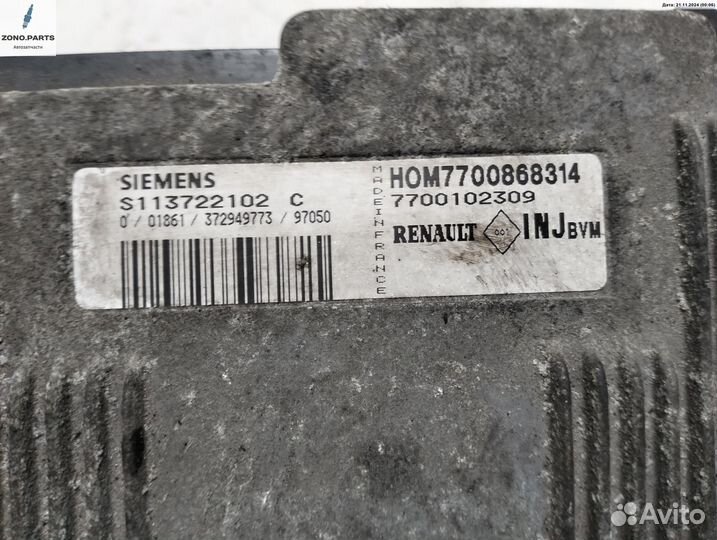 ZONO.PARTS
Автозапчасти
Дата: 21.11.2024 (00:06)
SIEMENS
S113722102 C
0 / 01861 / 372949773 / 97050
MADE IN FRANCE
HOM7700868314
7700102309
RENAULT 001 INJ BVM
Avito